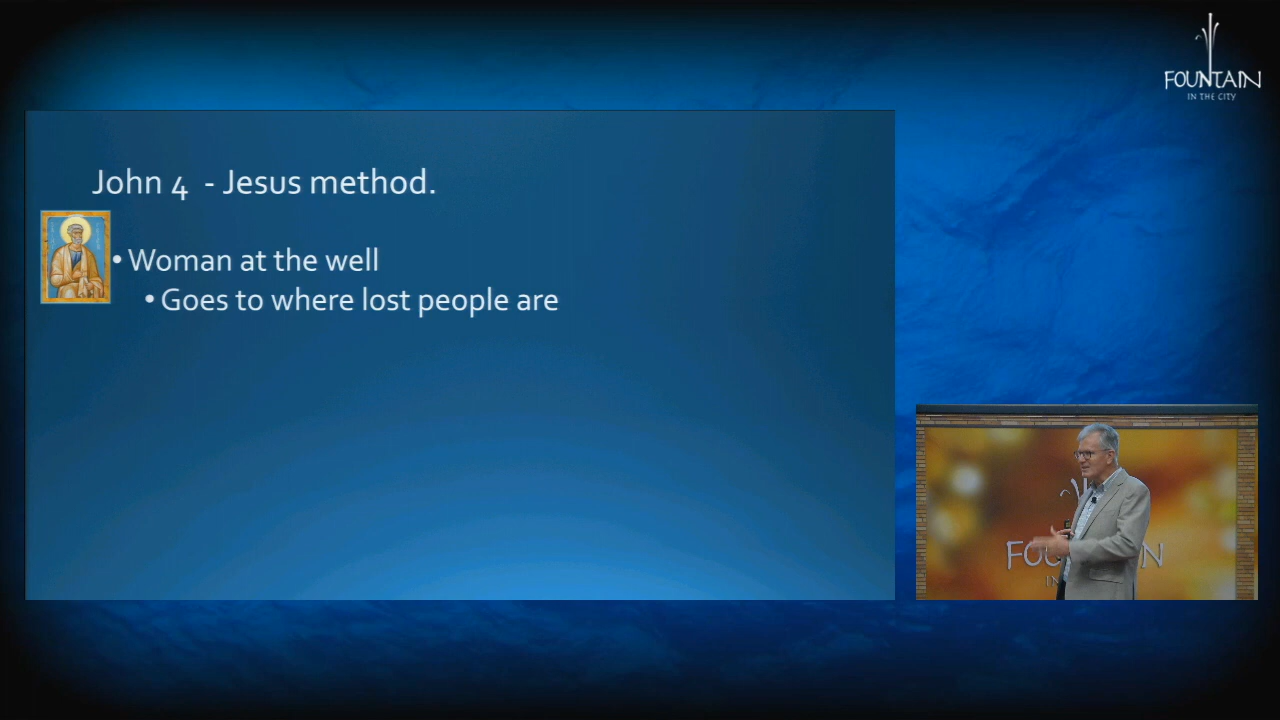 FOUNTAIN
IN THE CITY
John 4 - Jesus method.
• Woman at the well
• Goes to where lost people are